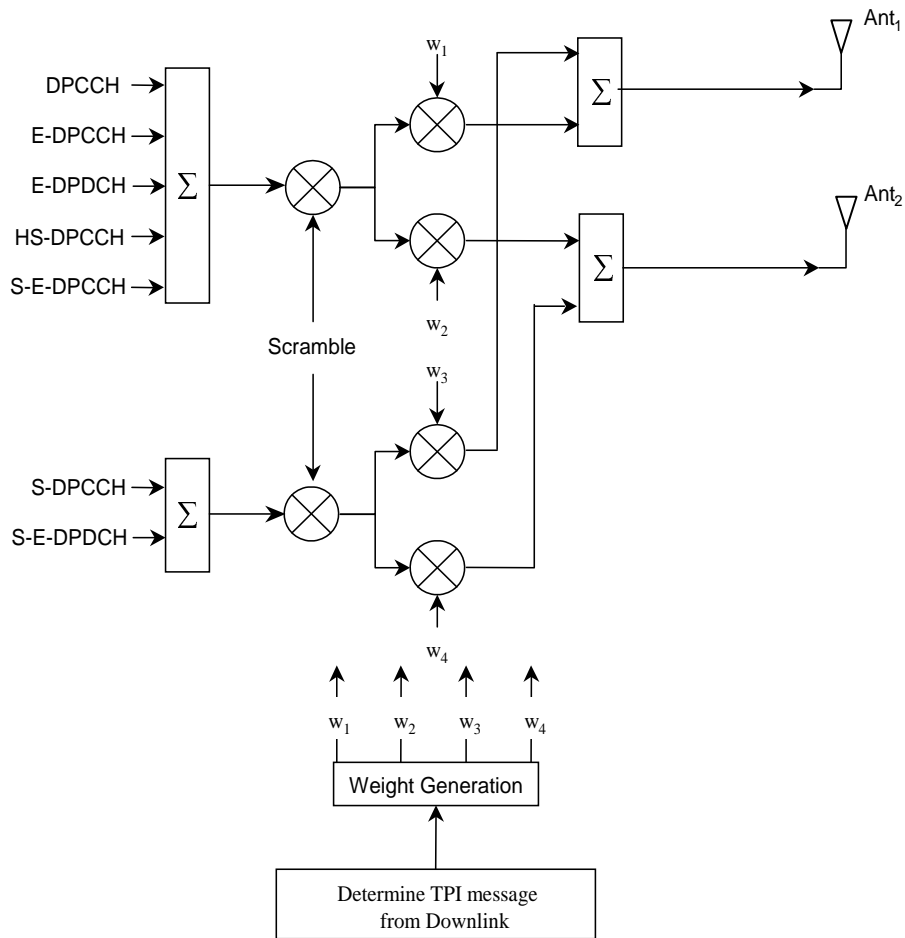 Ant1
w1
DPCCH
Σ
E-DPCCH
E-DPDCH
Σ
Ant2
HS-DPCCH
Σ
S-E-DPCCH
w2
Scramble
w3
S-DPCCH
Σ
S-E-DPDCH
w4
w1 w2 w3 w4
Weight Generation
Determine TPI message
from Downlink